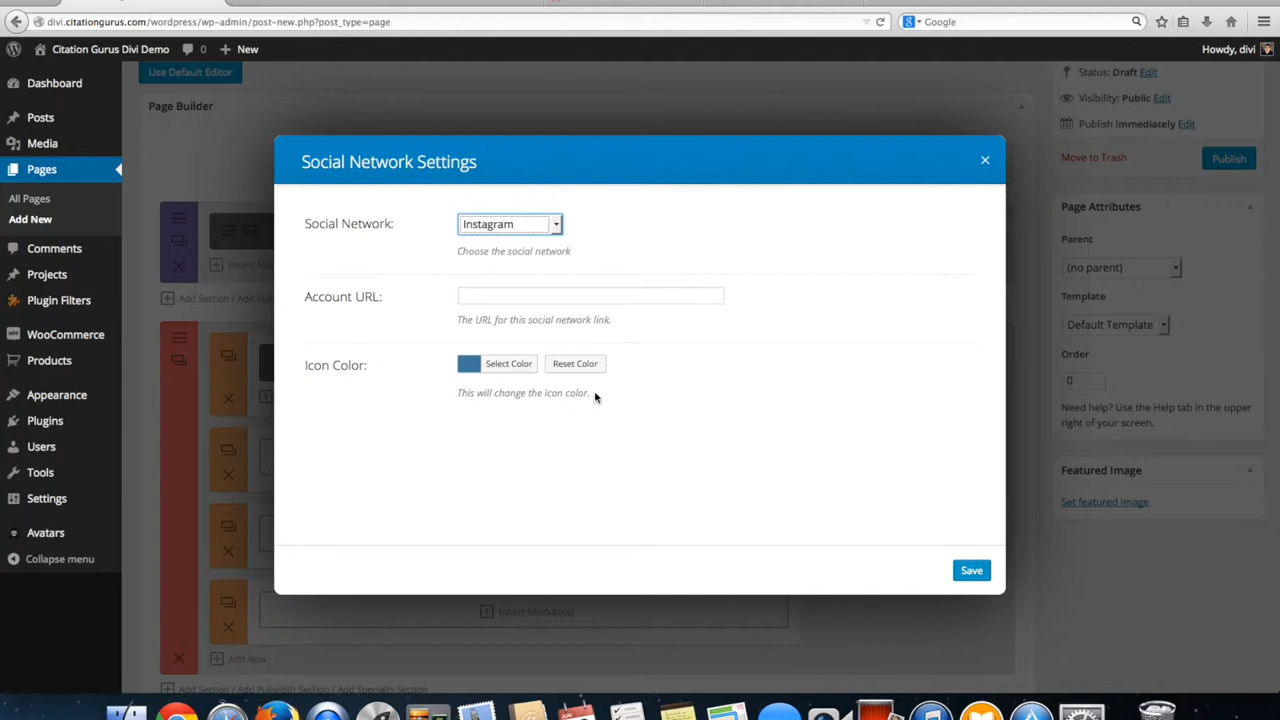 divi.citationgurus.com/wordpress/wp-admin/post-new.php?post_type=page
Google
Citation Gurus Divi Demo 0 New
Howdy, divi
Dashboard
Posts
Media
Pages
All Pages
Add New
Comments
Projects
Plugin Filters
WooCommerce
Products
Appearance
Plugins
Users
Tools
Settings
Avatars
Collapse menu
Use Default Editor
Page Builder
Social Network Settings
Social Network:
Instagram
Choose the social network
Account URL:
The URL for this social network link.
Icon Color:
Select Color
Reset Color
This will change the icon color.
Save
Insert Module(s)
Add Row
Add Section / Add Fullwidth Section / Add Specialty Section
Status: Draft Edit
Visibility: Public Edit
Publish immediately Edit
Move to Trash
Publish
Page Attributes
Parent
(no parent)
Template
Default Template
Order
0
Need help? Use the Help tab in the upper
right of your screen.
Featured Image
Set featured image